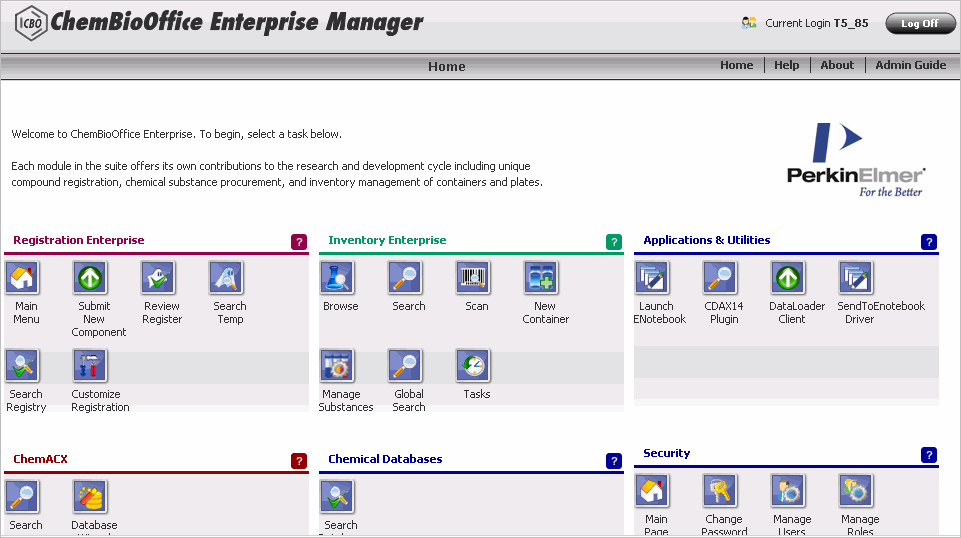 ICBO ChemBioOffice Enterprise Manager
Current Login T5_85
Log Off
Home
Home Help About Admin Guide
Welcome to ChemBioOffice Enterprise. To begin, select a task below.
Each module in the suite offers its own contributions to the research and development cycle including unique
compound registration, chemical substance procurement, and inventory management of containers and plates.
PerkinElmer
For the Better
Registration Enterprise ?
Main
Menu
Submit
New
Component
Review
Register
Search
Temp
Search
Registry
Customize
Registration
Inventory Enterprise ?
Browse
Search
Scan
New
Container
Manage
Substances
Global
Search
Tasks
Applications & Utilities ?
Launch
ENotebook
CDAX14
Plugin
DataLoader
Client
SendToEnotebook
Driver
ChemACX ?
Search
Database
Chemical Databases ?
Search
Security ?
Main
Page
Change
Password
Manage
Users
Manage
Roles